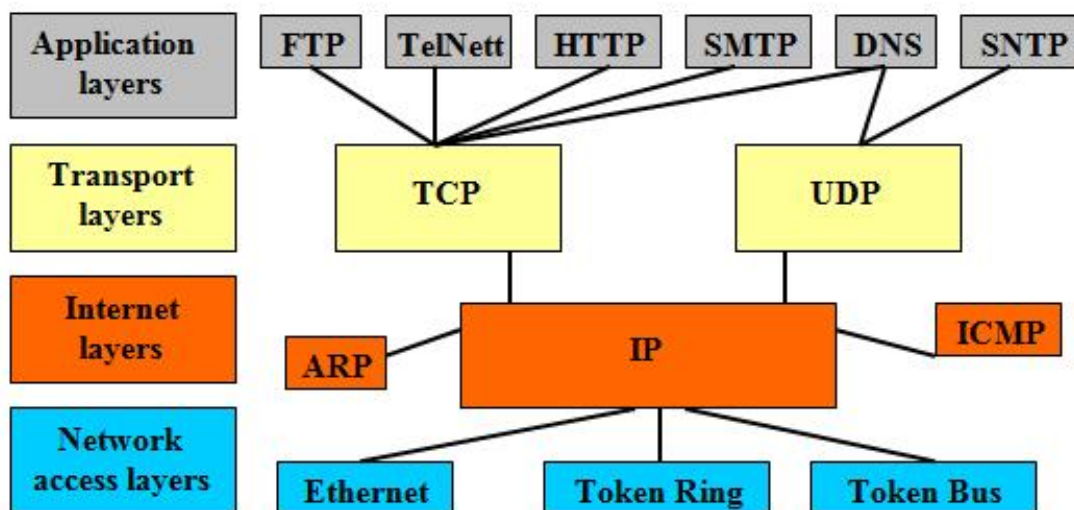 Application
layers
FTP
TelNett
HTTP
SMTP
DNS
SNTP
Transport
layers
TCP
UDP
Internet
layers
ARP
IP
ICMP
Network
access layers
Ethernet
Token Ring
Token Bus